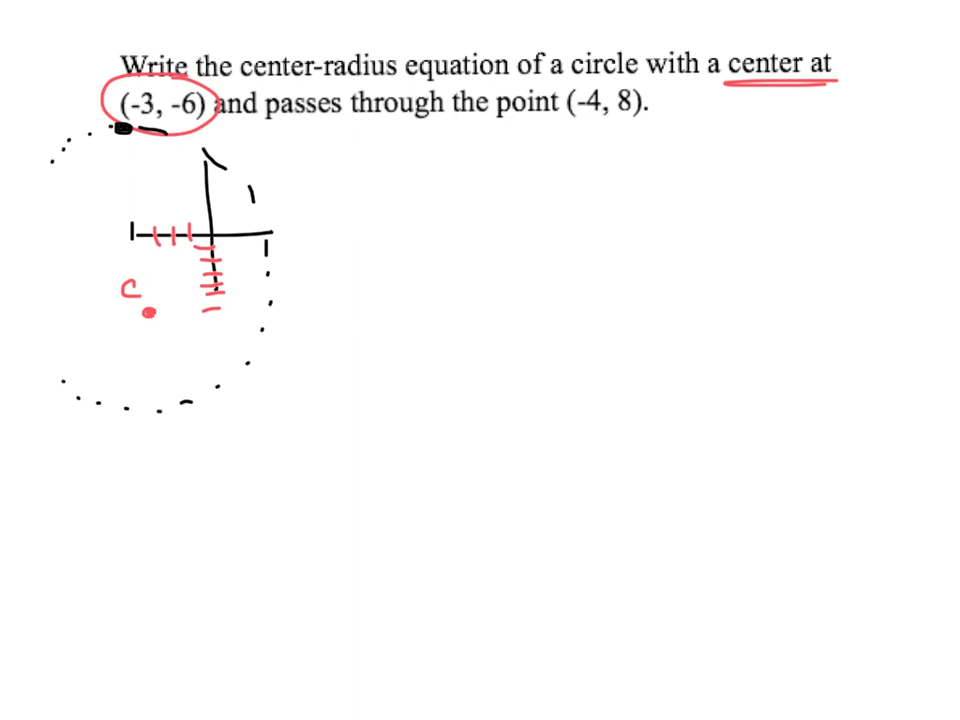 Write the center-radius equation of a circle with a center at
(-3, -6) and passes through the point (-4, 8).
C